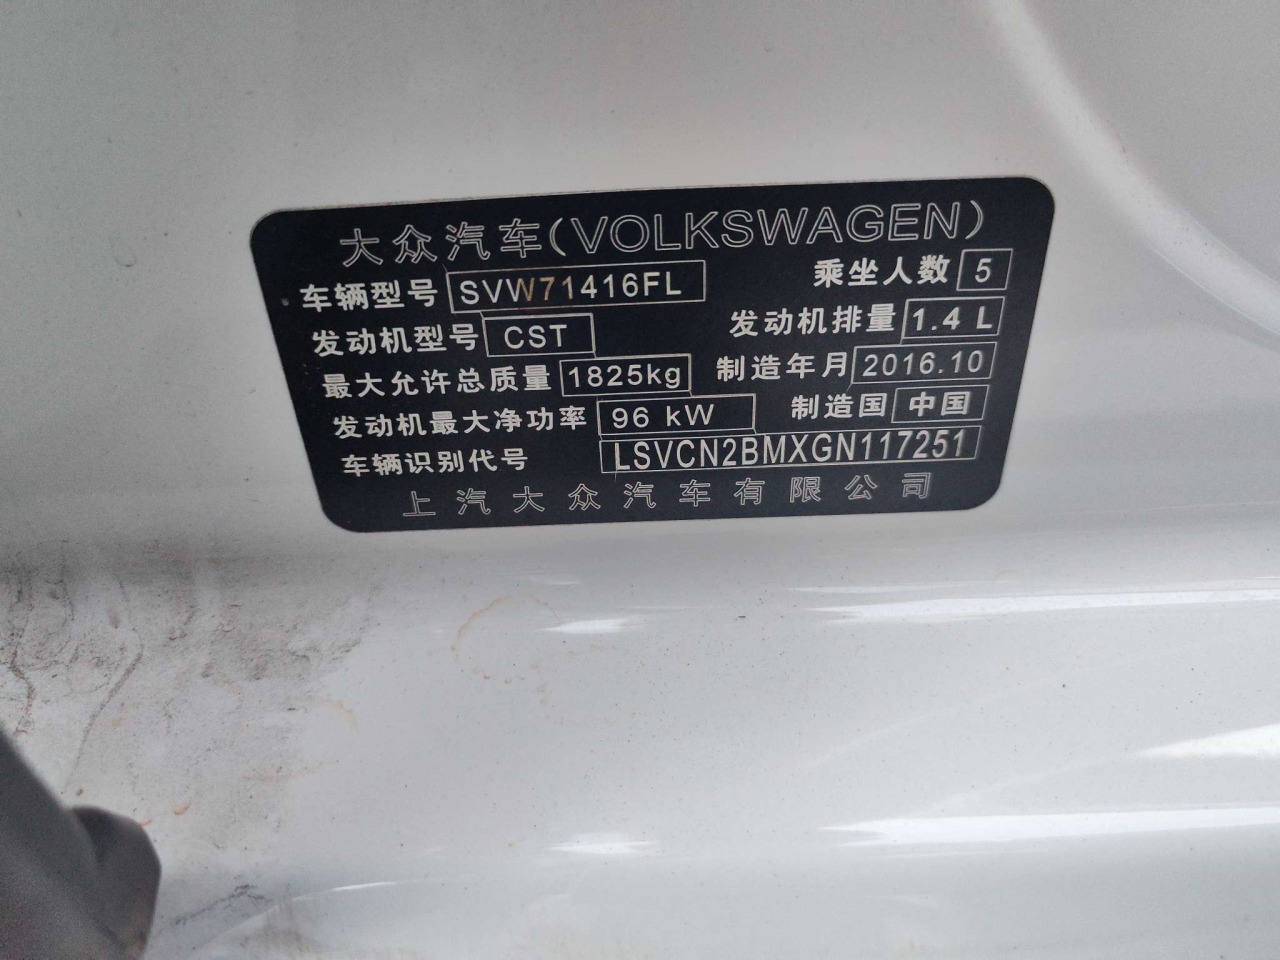 大众汽车(VOLKSWAGEN)
车辆型号 SVW71416FL 乘坐人数 5
发动机型号 CST 发动机排量 1.4 L
最大允许总质量 1825kg 制造年月 2016.10
发动机最大净功率 96 kW 制造国 中国
车辆识别代号 LSVCN2BMXGN117251
上汽大众汽车有限公司